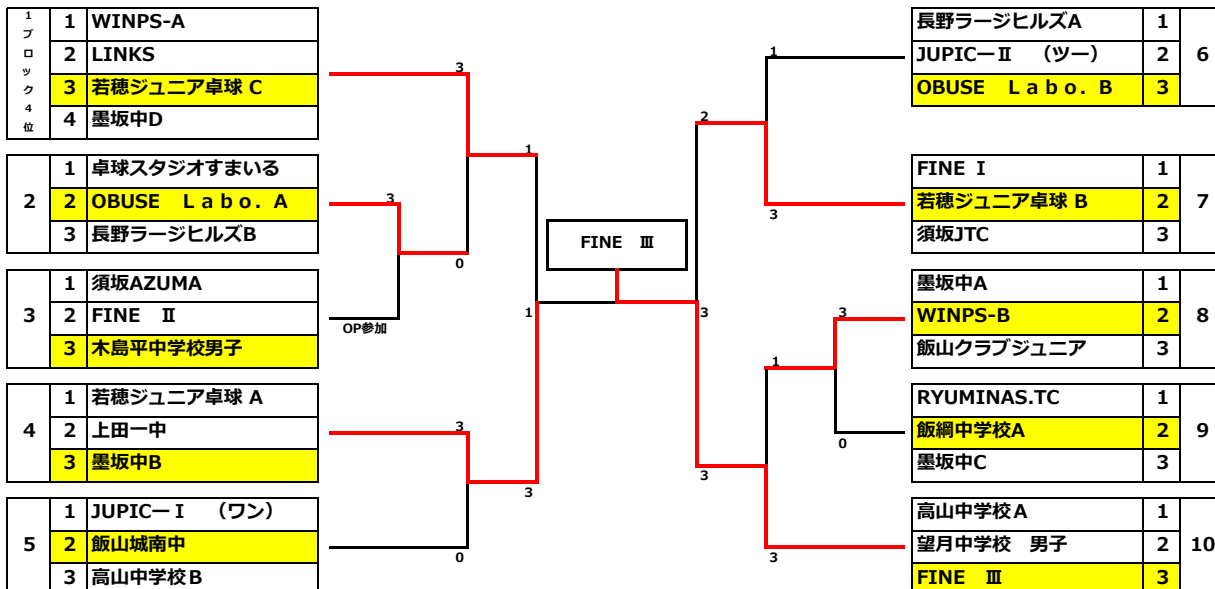 1ブロック4位
1 WINPS-A
2 LINKS
3 若穂ジュニア卓球 C
4 墨坂中D
2
1 卓球スタジオすまいる
2 OBUSE Ｌａｂｏ．A
3 長野ラージヒルズB
3
1 須坂AZUMA
2 FINE Ⅱ
3 木島平中学校男子
4
1 若穂ジュニア卓球 A
2 上田一中
3 墨坂中B
5
1 JUPICーⅠ （ワン）
2 飯山城南中
3 高山中学校Ｂ
3
3
0
OP参加
1
3
0
3
1
FINE Ⅲ
2
1
3
3
3
1
0
3
3
長野ラージヒルズA 1
JUPICーⅡ （ツー） 2
OBUSE Ｌａｂｏ．B 3
6
FINE Ⅰ 1
若穂ジュニア卓球 B 2
須坂JTC 3
7
墨坂中A 1
WINPS-B 2
飯山クラブジュニア 3
8
RYUMINAS.TC 1
飯綱中学校A 2
墨坂中C 3
9
高山中学校Ａ 1
望月中学校 男子 2
FINE Ⅲ 3
10